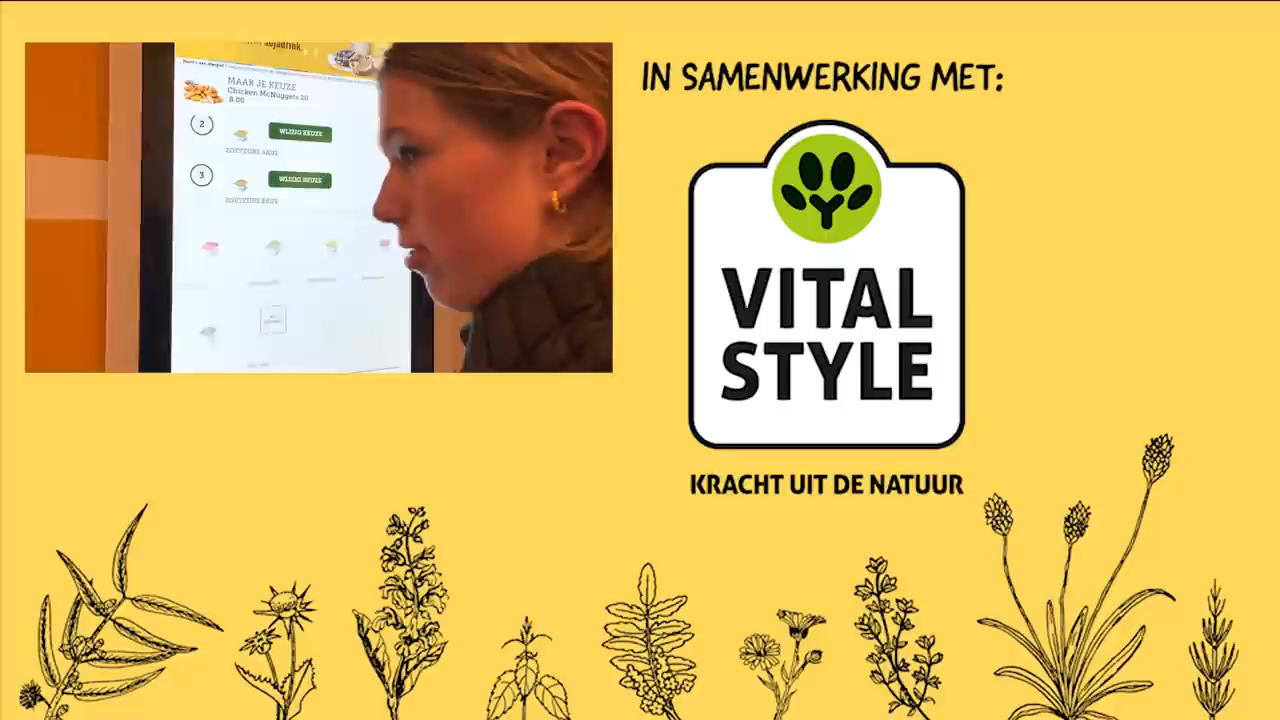 MAAK JE KEUZE
Chicken McNuggets 20
8.00
2
WIJZIG KEUZE
ZOETZURE SAUS
3
WIJZIG KEUZE
ZOETZURE SAUS
IN SAMENWERKING MET:
VITAL
STYLE
KRACHT UIT DE NATUUR